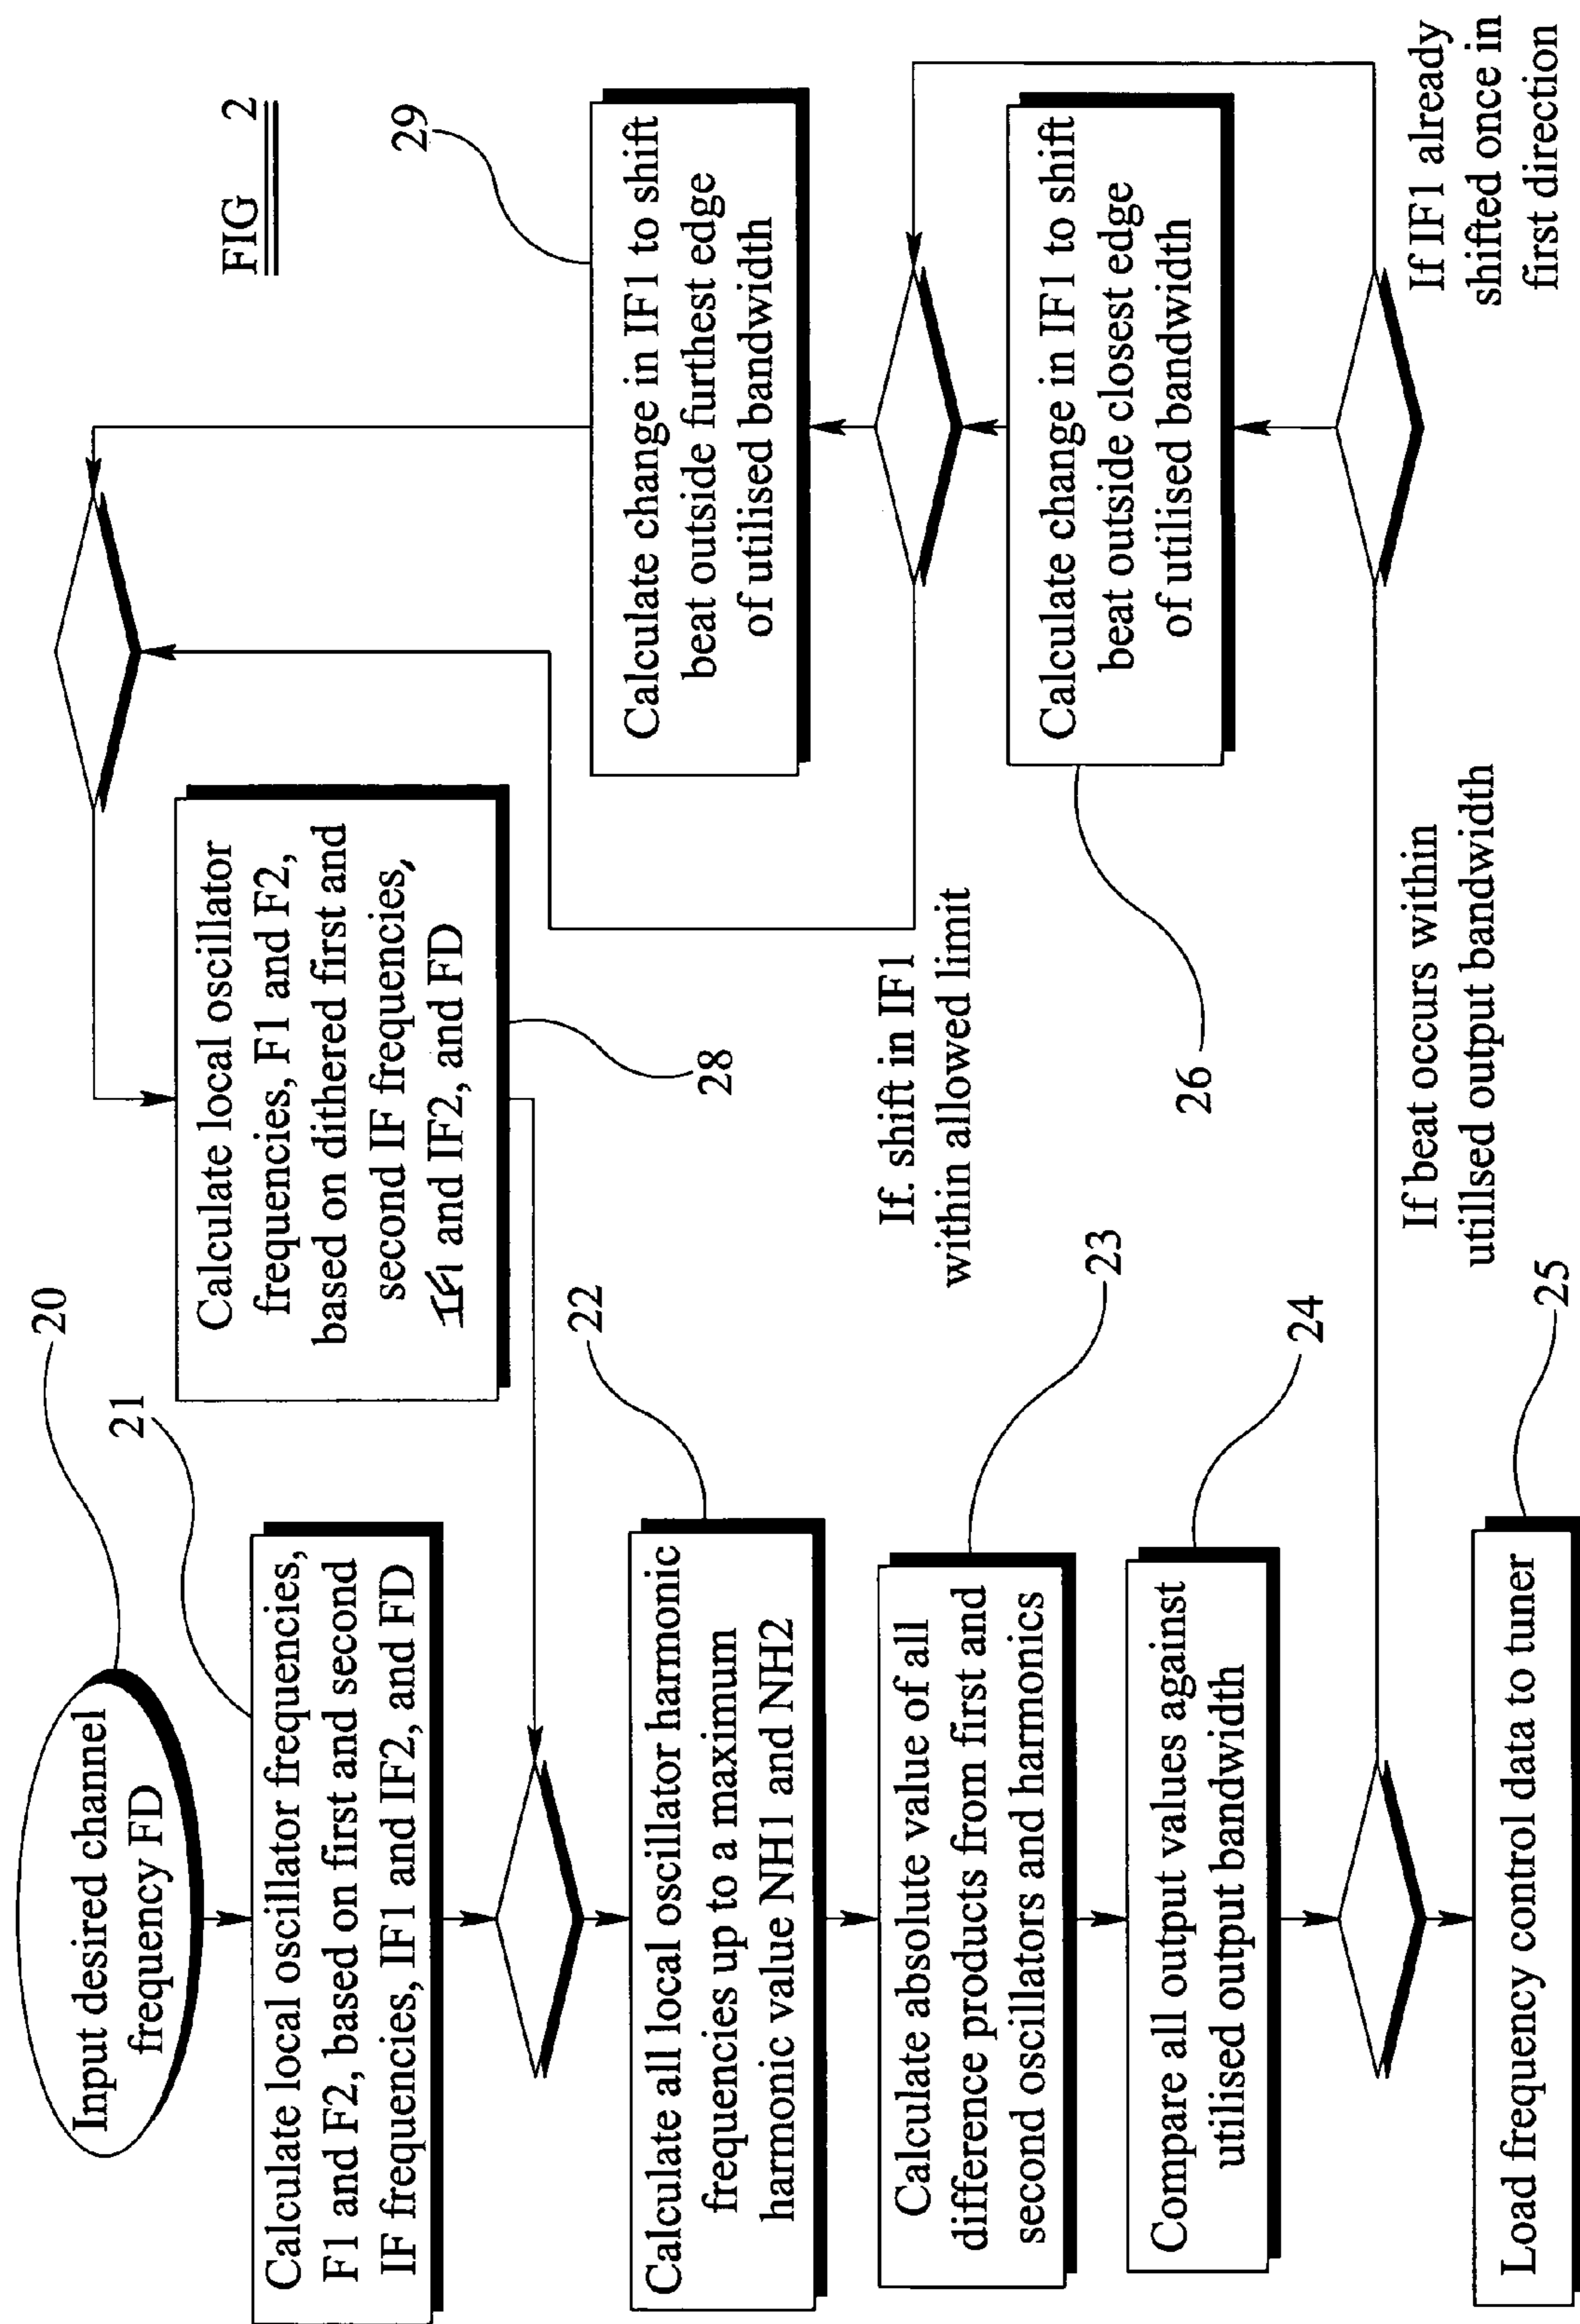 FIG 2
20
Input desired channel
frequency FD
21
Calculate local oscillator frequencies,
F1 and F2, based on first and second
IF frequencies, IF1 and IF2, and FD
22
Calculate all local oscillator harmonic
frequencies up to a maximum
harmonic value NH1 and NH2
23
Calculate absolute value of all
difference products from first and
second oscillators and harmonics
24
Compare all output values against
utilised output bandwidth
25
Load frequency control data to tuner
Calculate local oscillator
frequencies, F1 and F2,
based on dithered first and
second IF frequencies,
IF1 and IF2, and FD
28
29
Calculate change in IF1 to shift
beat outside furthest edge
of utilised bandwidth
If. shift in IF1
within allowed limit
Calculate change in IF1 to shift
beat outside closest edge
of utilised bandwidth
26
If beat occurs within
utillsed output bandwidth
If IF1 already
shifted once in
first direction